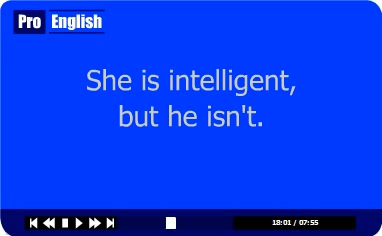 Pro English
She is intelligent,
but he isn't.
18:01 / 07:55